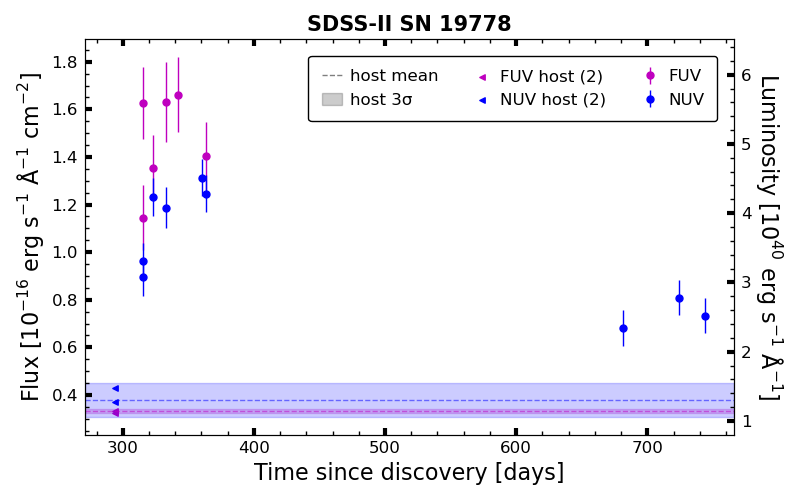 SDSS-II SN 19778
Flux [10⁻¹⁶ erg s⁻¹ Å⁻¹ cm⁻²]
1.8
1.6
1.4
1.2
1.0
0.8
0.6
0.4
host mean
host 3σ
FUV host (2)
NUV host (2)
FUV
NUV
6
5
4
3
2
1
Luminosity [10⁴⁰ erg s⁻¹ Å⁻¹]
300 400 500 600 700
Time since discovery [days]